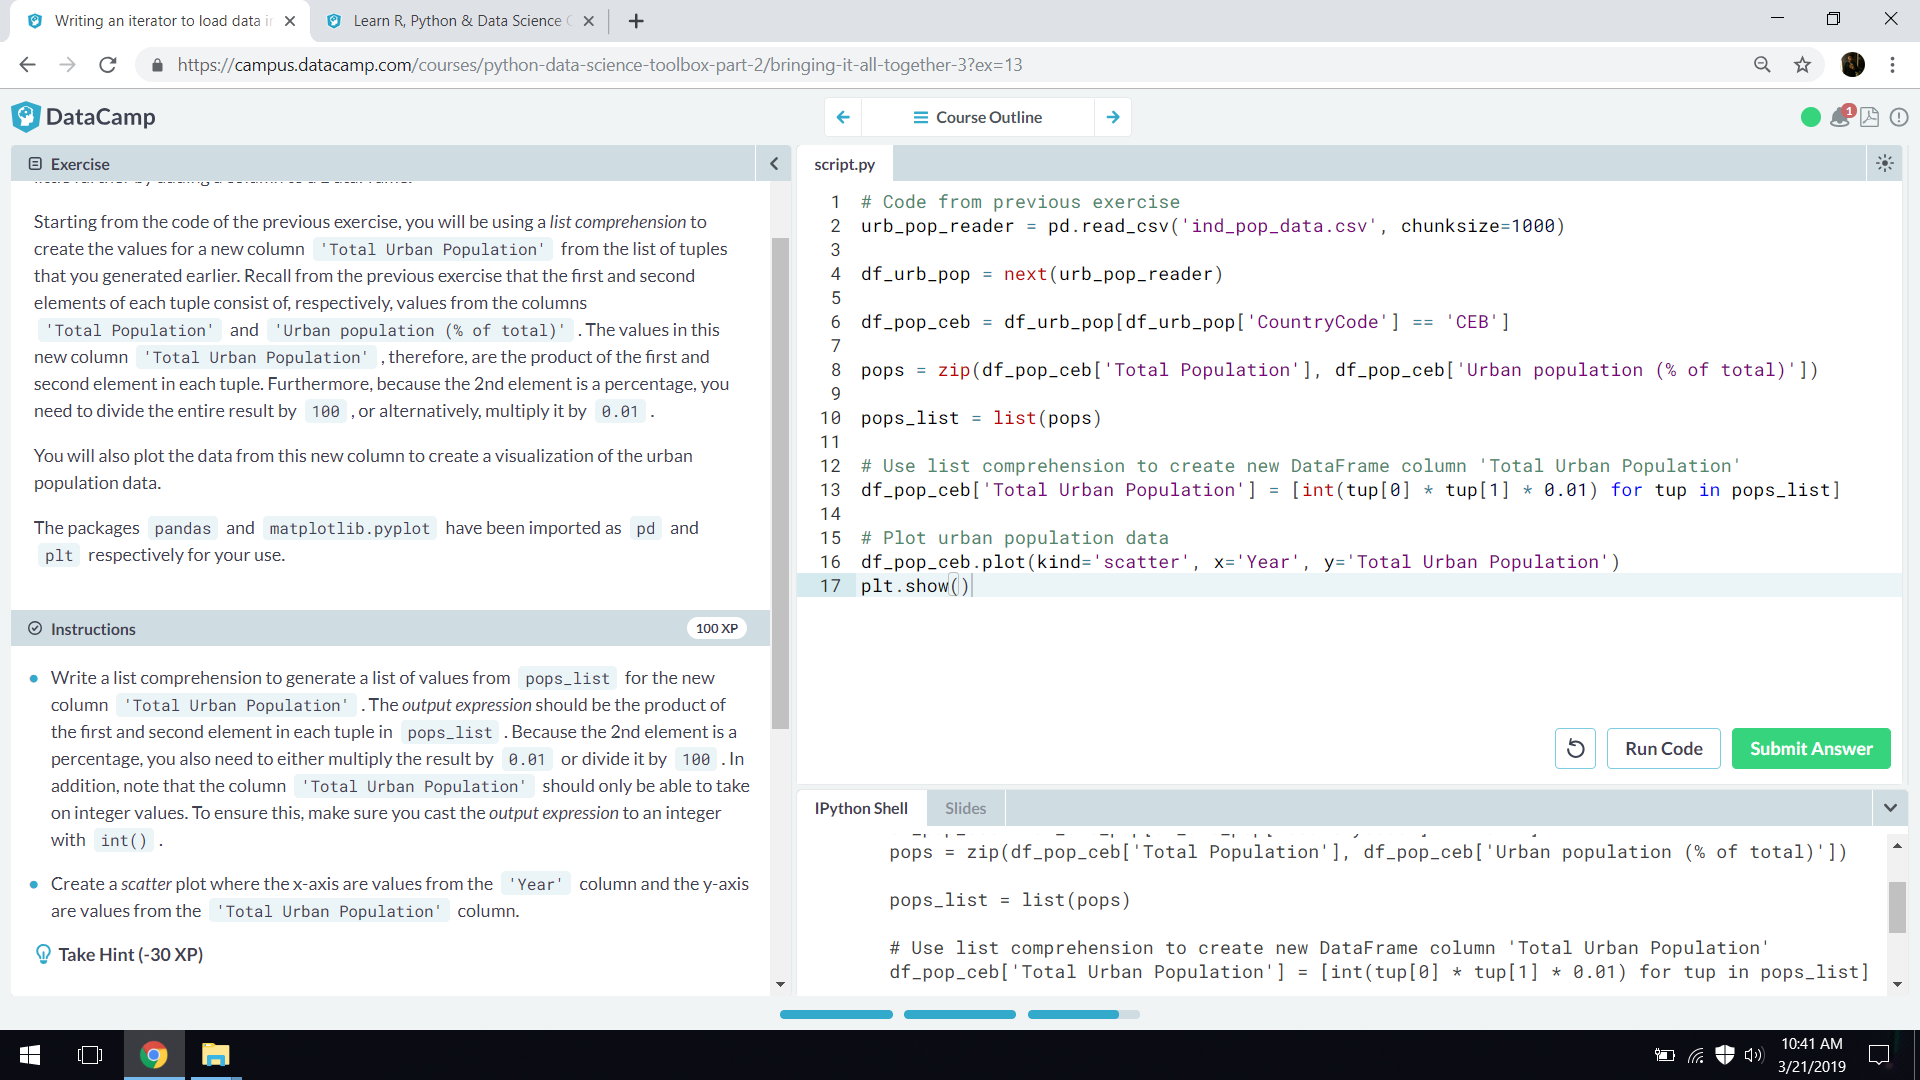 Writing an iterator to load data in
Learn R, Python & Data Science
https://campus.datacamp.com/courses/python-data-science-toolbox-part-2/bringing-it-all-together-3?ex=13
DataCamp
Course Outline
1
Exercise
Starting from the code of the previous exercise, you will be using a list comprehension to
create the values for a new column 'Total Urban Population' from the list of tuples
that you generated earlier. Recall from the previous exercise that the first and second
elements of each tuple consist of, respectively, values from the columns
'Total Population' and 'Urban population (% of total)' . The values in this
new column 'Total Urban Population' , therefore, are the product of the first and
second element in each tuple. Furthermore, because the 2nd element is a percentage, you
need to divide the entire result by 100 , or alternatively, multiply it by 0.01 .
You will also plot the data from this new column to create a visualization of the urban
population data.
The packages pandas and matplotlib.pyplot have been imported as pd and
plt respectively for your use.
Instructions
100 XP
Write a list comprehension to generate a list of values from pops_list for the new
column 'Total Urban Population' . The output expression should be the product of
the first and second element in each tuple in pops_list . Because the 2nd element is a
percentage, you also need to either multiply the result by 0.01 or divide it by 100 . In
addition, note that the column 'Total Urban Population' should only be able to take
on integer values. To ensure this, make sure you cast the output expression to an integer
with int() .
Create a scatter plot where the x-axis are values from the 'Year' column and the y-axis
are values from the 'Total Urban Population' column.
Take Hint (-30 XP)
script.py
1 # Code from previous exercise
2 urb_pop_reader = pd.read_csv('ind_pop_data.csv', chunksize=1000)
3
4 df_urb_pop = next(urb_pop_reader)
5
6 df_pop_ceb = df_urb_pop[df_urb_pop['CountryCode'] == 'CEB']
7
8 pops = zip(df_pop_ceb['Total Population'], df_pop_ceb['Urban population (% of total)'])
9
10 pops_list = list(pops)
11
12 # Use list comprehension to create new DataFrame column 'Total Urban Population'
13 df_pop_ceb['Total Urban Population'] = [int(tup[0] * tup[1] * 0.01) for tup in pops_list]
14
15 # Plot urban population data
16 df_pop_ceb.plot(kind='scatter', x='Year', y='Total Urban Population')
17 plt.show()
Run Code
Submit Answer
IPython Shell
Slides
pops = zip(df_pop_ceb['Total Population'], df_pop_ceb['Urban population (% of total)'])
pops_list = list(pops)
# Use list comprehension to create new DataFrame column 'Total Urban Population'
df_pop_ceb['Total Urban Population'] = [int(tup[0] * tup[1] * 0.01) for tup in pops_list]
10:41 AM
3/21/2019